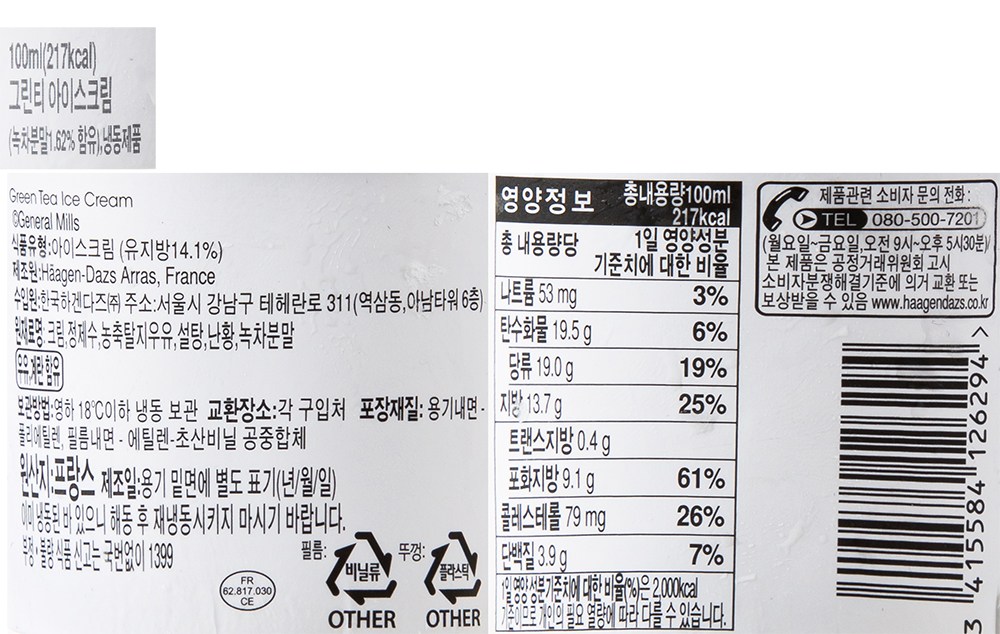 100ml(217kcal)
그린티 아이스크림
(녹차분말1.62% 함유),냉동제품
Green Tea Ice Cream
©General Mills
식품유형:아이스크림 (유지방14.1%)
제조원:Häagen-Dazs Arras, France
수입원:한국하겐다즈㈜ 주소:서울시 강남구 테헤란로 311(역삼동,아남타워 6층)
원재료명: 크림,정제수,농축탈지우유,설탕,난황,녹차분말
우유,계란 함유
보관방법:영하 18℃이하 냉동 보관 교환장소:각 구입처 포장재질: 용기내면 -
폴리에틸렌, 필름내면 - 에틸렌-초산비닐 공중합체
원산지:프랑스 제조일:용기 밑면에 별도 표기(년/월/일)
이미 냉동된 바 있으니 해동 후 재냉동시키지 마시기 바랍니다.
부정·불량 식품 신고는 국번없이 1399
FR
62.817.030
CE
필름:
비닐류
OTHER
뚜껑:
플라스틱
OTHER
영양정보 총내용량100ml
217kcal
총 내용량당 1일 영양성분
기준치에 대한 비율
나트륨 53 mg 3%
탄수화물 19.5 g 6%
당류 19.0 g 19%
지방 13.7 g 25%
트랜스지방 0.4 g
포화지방 9.1 g 61%
콜레스테롤 79 mg 26%
단백질 3.9 g 7%
1일 영양성분기준치에 대한 비율(%)은 2,000kcal
기준이므로 개인의 필요 열량에 따라 다를 수 있습니다.
제품관련 소비자 문의 전화:
TEL 080-500-7201
(월요일~금요일,오전 9시~오후 5시30분)
본 제품은 공정거래위원회 고시
소비자분쟁해결기준에 의거 교환 또는
보상받을 수 있음 www.haagendazs.co.kr
3 415584 126294 >